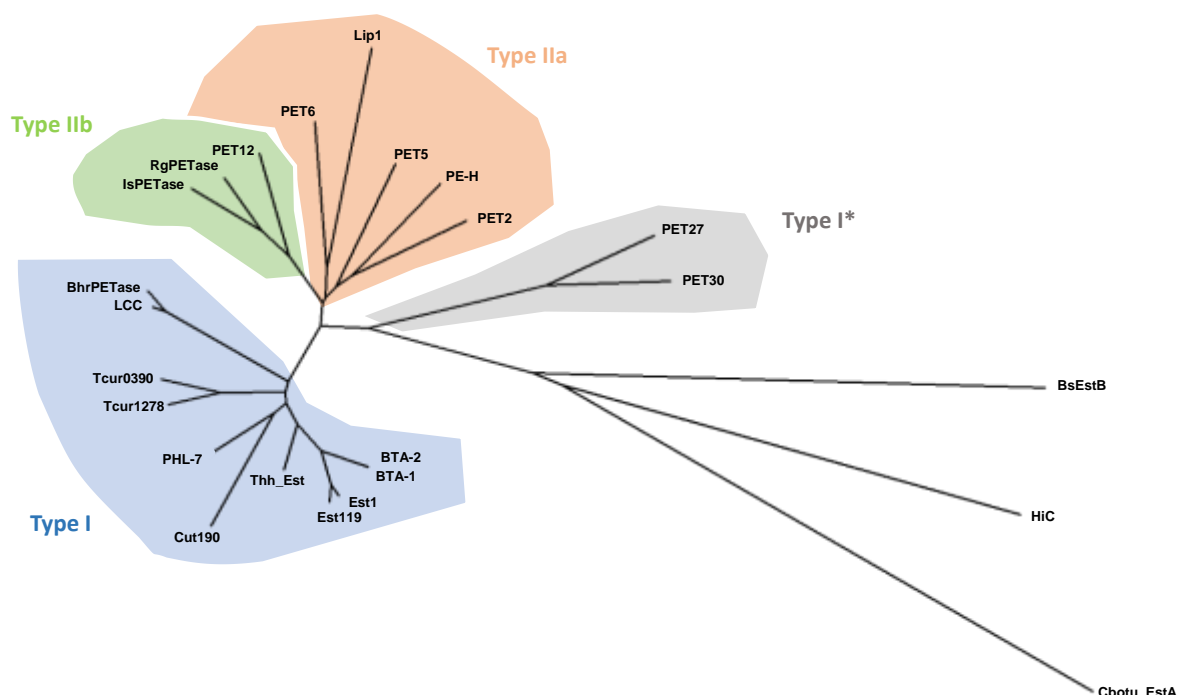 Lip1
Type IIa
PET6
Type IIb
PET12
RgPETase
IsPETase
PET5
PE-H
PET2
Type I*
PET27
PET30
BhrPETase
LCC
Tcur0390
Tcur1278
BsEstB
PHL-7
BTA-2
BTA-1
Thh_Est
Est1
Est119
HiC
Type I
Cut190
Cbotu_EstA